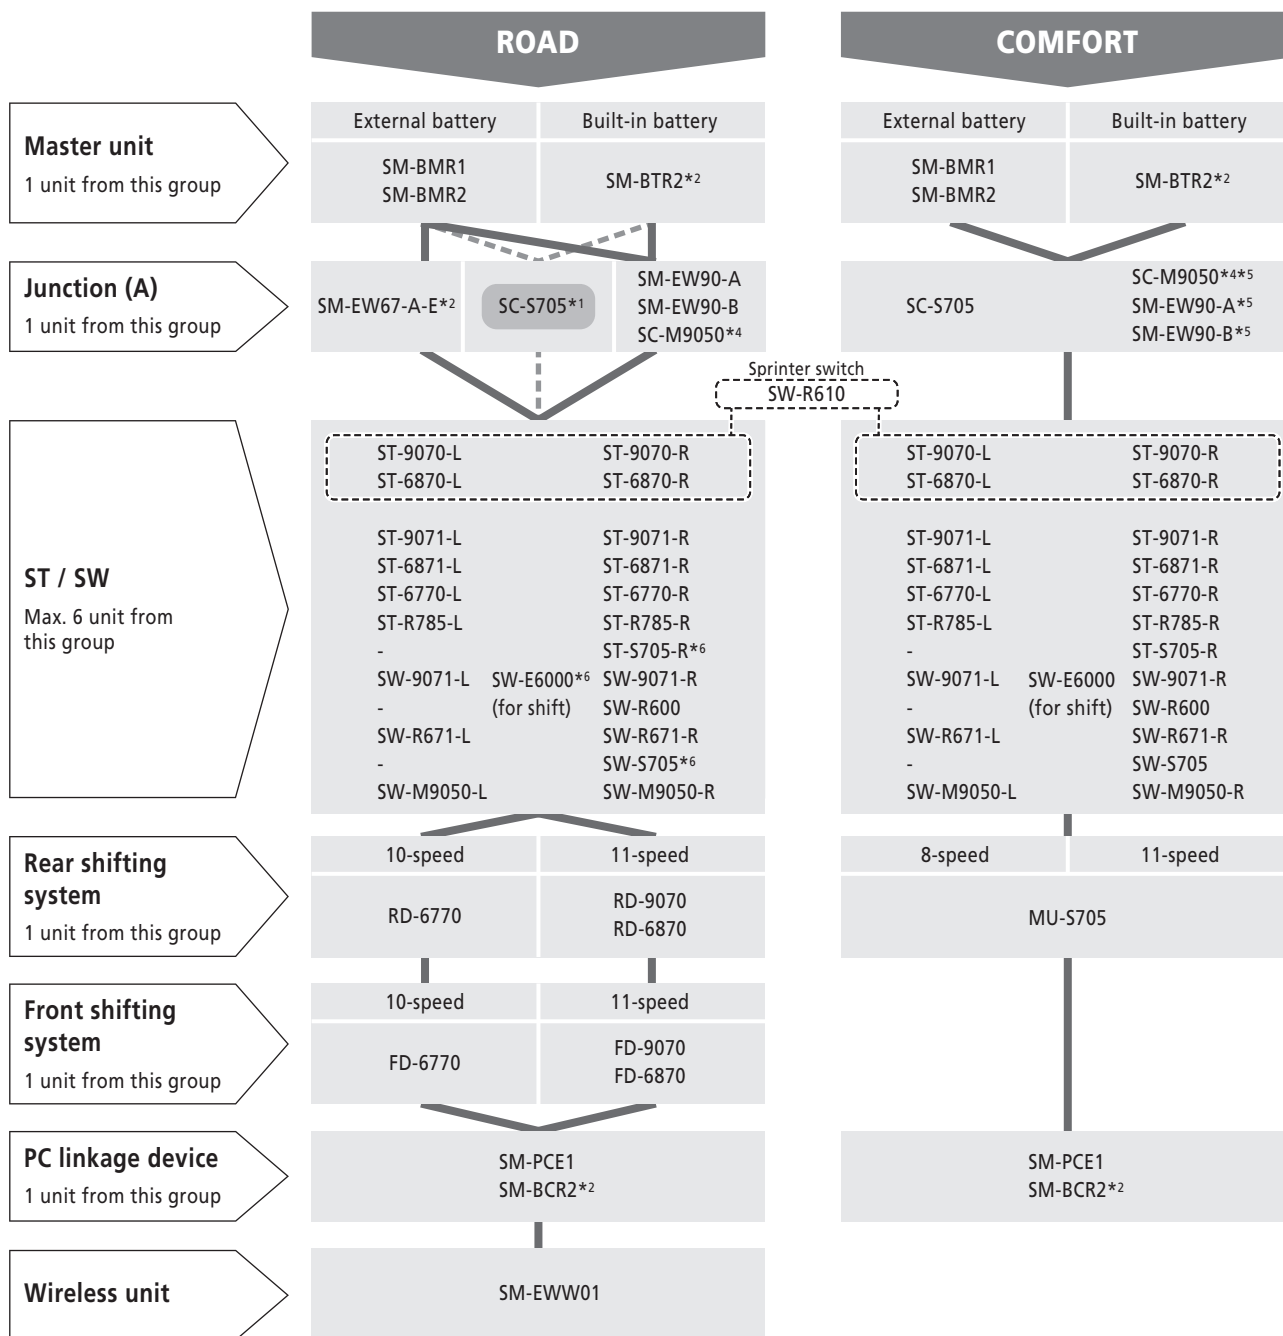 ROAD
COMFORT
Master unit
1 unit from this group
External battery
Built-in battery
External battery
Built-in battery
SM-BMR1
SM-BMR2
SM-BTR2*2
SM-BMR1
SM-BMR2
SM-BTR2*2
Junction (A)
1 unit from this group
SM-EW67-A-E*2
SC-S705*1
SM-EW90-A
SM-EW90-B
SC-M9050*4
SC-S705
SC-M9050*4*5
SM-EW90-A*5
SM-EW90-B*5
Sprinter switch
SW-R610
ST / SW
Max. 6 unit from
this group
ST-9070-L ST-9070-R
ST-6870-L ST-6870-R
ST-9071-L ST-9071-R
ST-6871-L ST-6871-R
ST-6770-L ST-6770-R
ST-R785-L ST-R785-R
- ST-S705-R*6
SW-9071-L SW-E6000*6 SW-9071-R
- (for shift) SW-R600
SW-R671-L SW-R671-R
- SW-S705*6
SW-M9050-L SW-M9050-R
ST-9070-L ST-9070-R
ST-6870-L ST-6870-R
ST-9071-L ST-9071-R
ST-6871-L ST-6871-R
ST-6770-L ST-6770-R
ST-R785-L ST-R785-R
- ST-S705-R
SW-9071-L SW-E6000 SW-9071-R
- (for shift) SW-R600
SW-R671-L SW-R671-R
- SW-S705
SW-M9050-L SW-M9050-R
Rear shifting
system
1 unit from this group
10-speed
11-speed
RD-6770
RD-9070
RD-6870
8-speed
11-speed
MU-S705
Front shifting
system
1 unit from this group
10-speed
11-speed
FD-6770
FD-9070
FD-6870
PC linkage device
1 unit from this group
SM-PCE1
SM-BCR2*2
SM-PCE1
SM-BCR2*2
Wireless unit
SM-EWW01